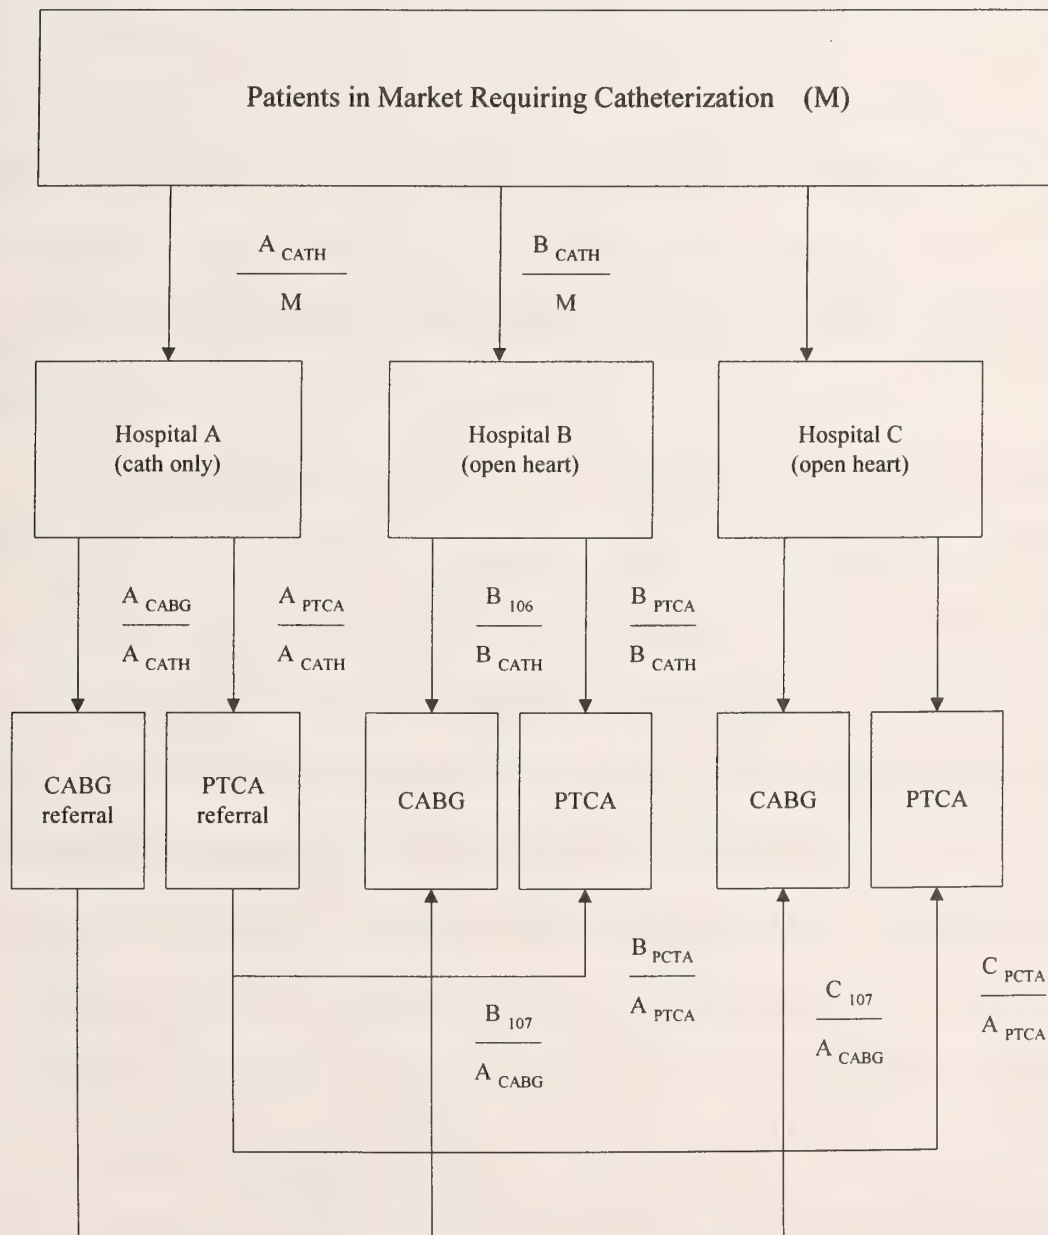 Patients in Market Requiring Catheterization (M)
A CATH
M
B CATH
M
Hospital A
(cath only)
Hospital B
(open heart)
Hospital C
(open heart)
A CABG
A CATH
A PTCA
A CATH
B 106
B CATH
B PTCA
B CATH
CABG
referral
PTCA
referral
CABG
PTCA
CABG
PTCA
B PCTA
A PTCA
B 107
A CABG
C 107
A CABG
C PCTA
A PTCA